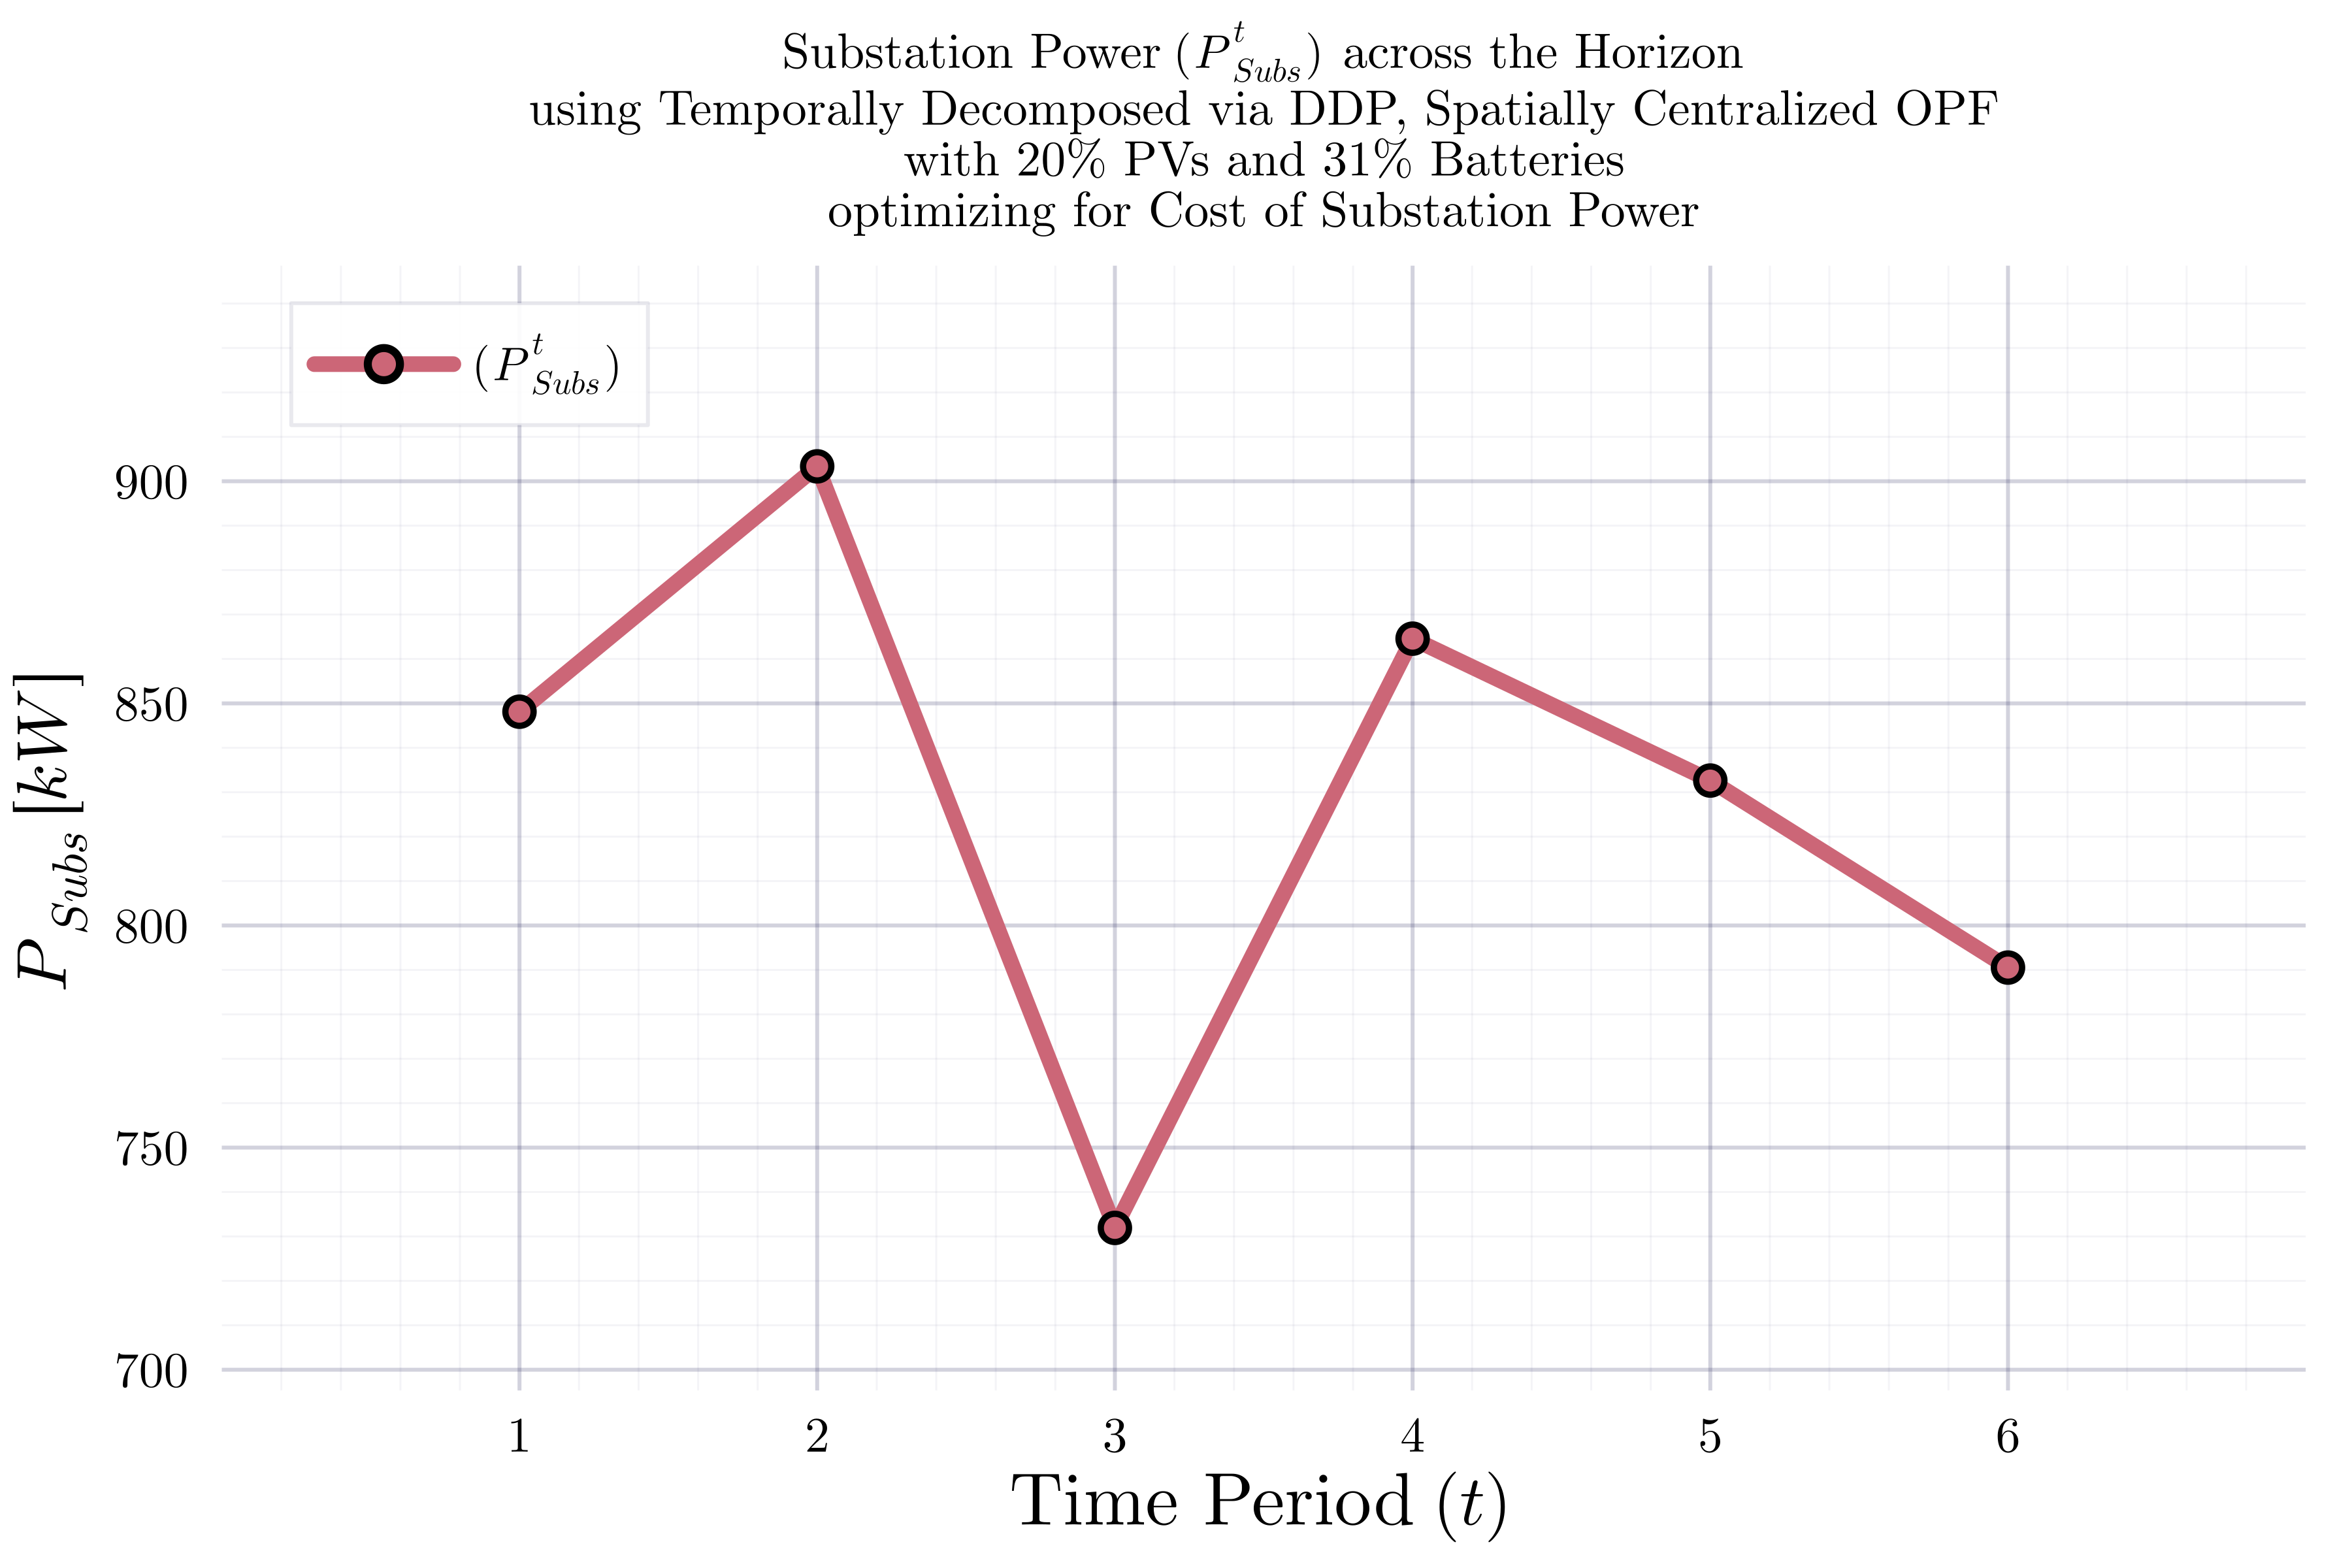 Substation Power (P^t_Subs) across the Horizon
using Temporally Decomposed via DDP, Spatially Centralized OPF
with 20% PVs and 31% Batteries
optimizing for Cost of Substation Power
(P^t_Subs)
P_Subs [kW]
900
850
800
750
700
1 2 3 4 5 6
Time Period (t)